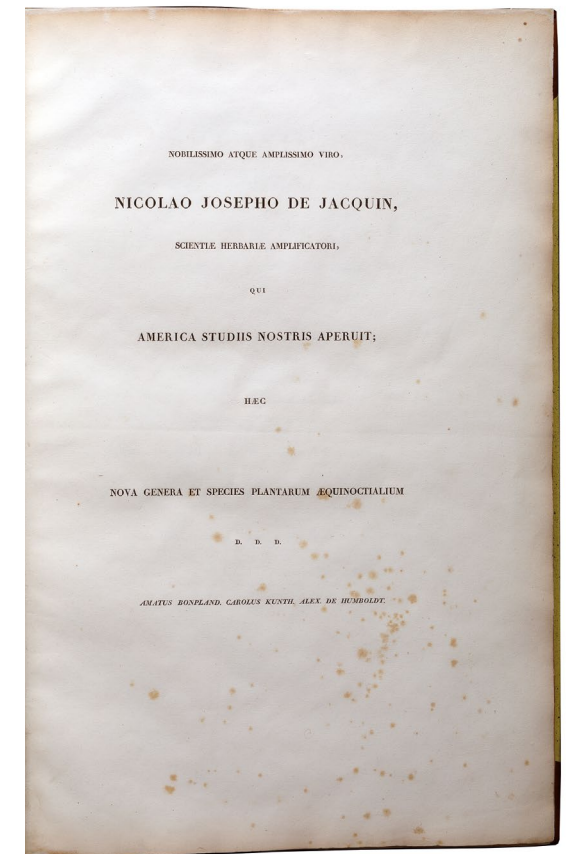 NOBILISSIMO ATQUE AMPLISSIMO VIRO,
NICOLAO JOSEPHO DE JACQUIN,
SCIENTIÆ HERBARIÆ AMPLIFICATORI,
QUI
AMERICA STUDIIS NOSTRIS APERUIT;
HÆC
NOVA GENERA ET SPECIES PLANTARUM ÆQUINOCTIALIUM
D. D. D.
AMATUS BONPLAND, CAROLUS KUNTH, ALEX. DE HUMBOLDT.